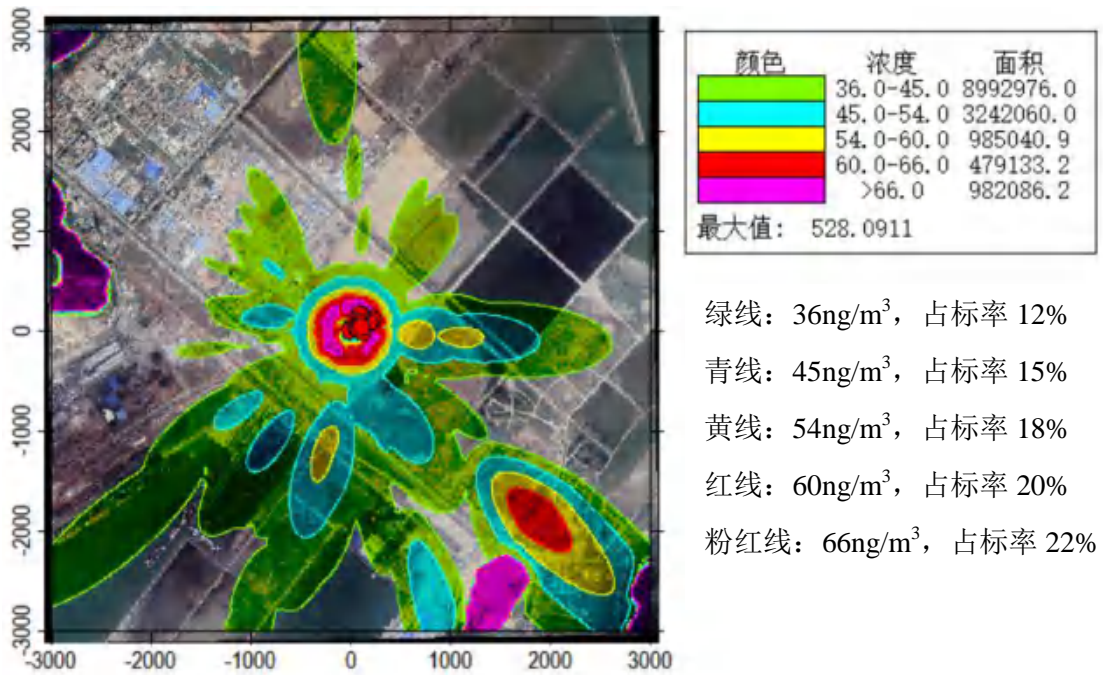 颜色 浓度 面积
36.0-45.0 8992976.0
45.0-54.0 3242060.0
54.0-60.0 985040.9
60.0-66.0 479133.2
>66.0 982086.2
最大值: 528.0911
绿线：36ng/m³，占标率 12%
青线：45ng/m³，占标率 15%
黄线：54ng/m³，占标率 18%
红线：60ng/m³，占标率 20%
粉红线：66ng/m³，占标率 22%
3000
2000
1000
0
-1000
-2000
-3000
-3000 -2000 -1000 0 1000 2000 3000